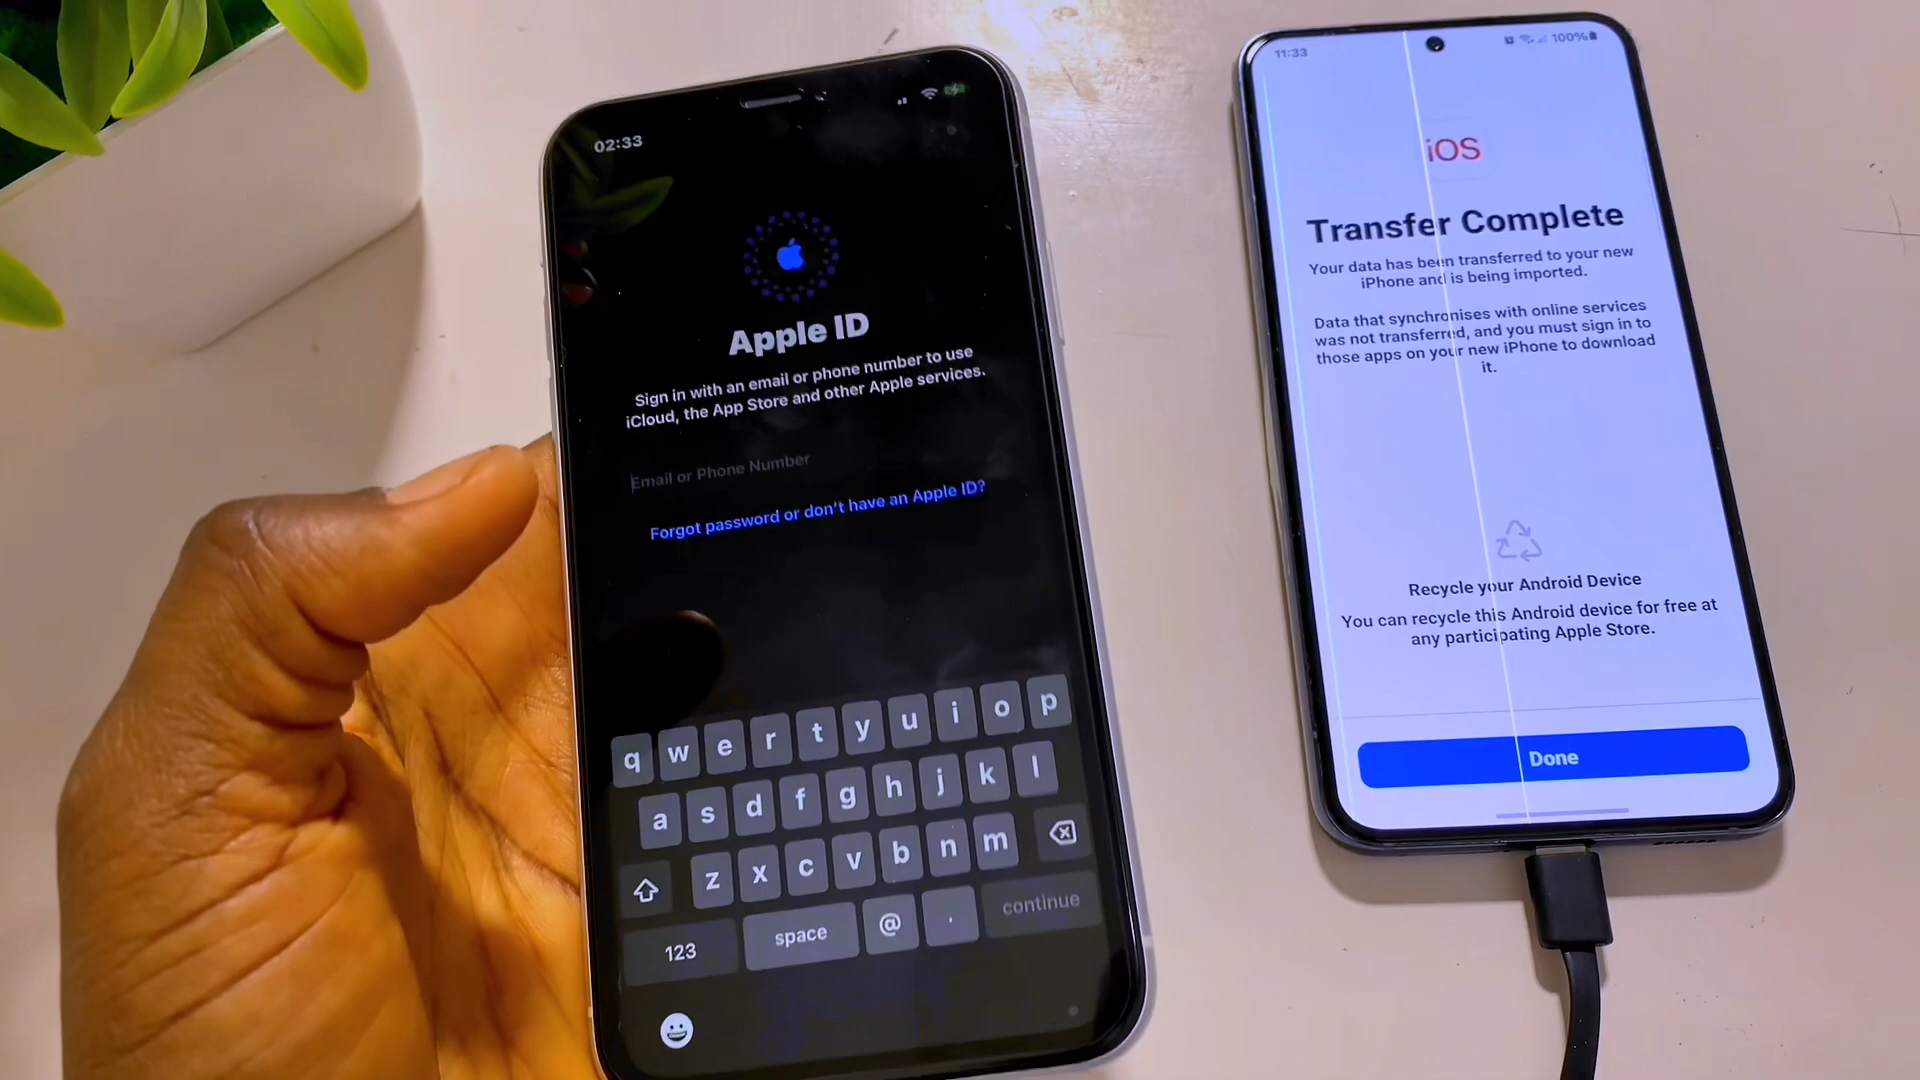 02:33
Apple ID
Sign in with an email or phone number to use
iCloud, the App Store and other Apple services.
Email or Phone Number
Forgot password or don't have an Apple ID?
q w e r t y u i o p
a s d f g h j k l
z x c v b n m
123 space @ . continue
11:33 100%
iOS
Transfer Complete
Your data has been transferred to your new
iPhone and is being imported.
Data that synchronises with online services
was not transferred, and you must sign in to
those apps on your new iPhone to download
it.
Recycle your Android Device
You can recycle this Android device for free at
any participating Apple Store.
Done